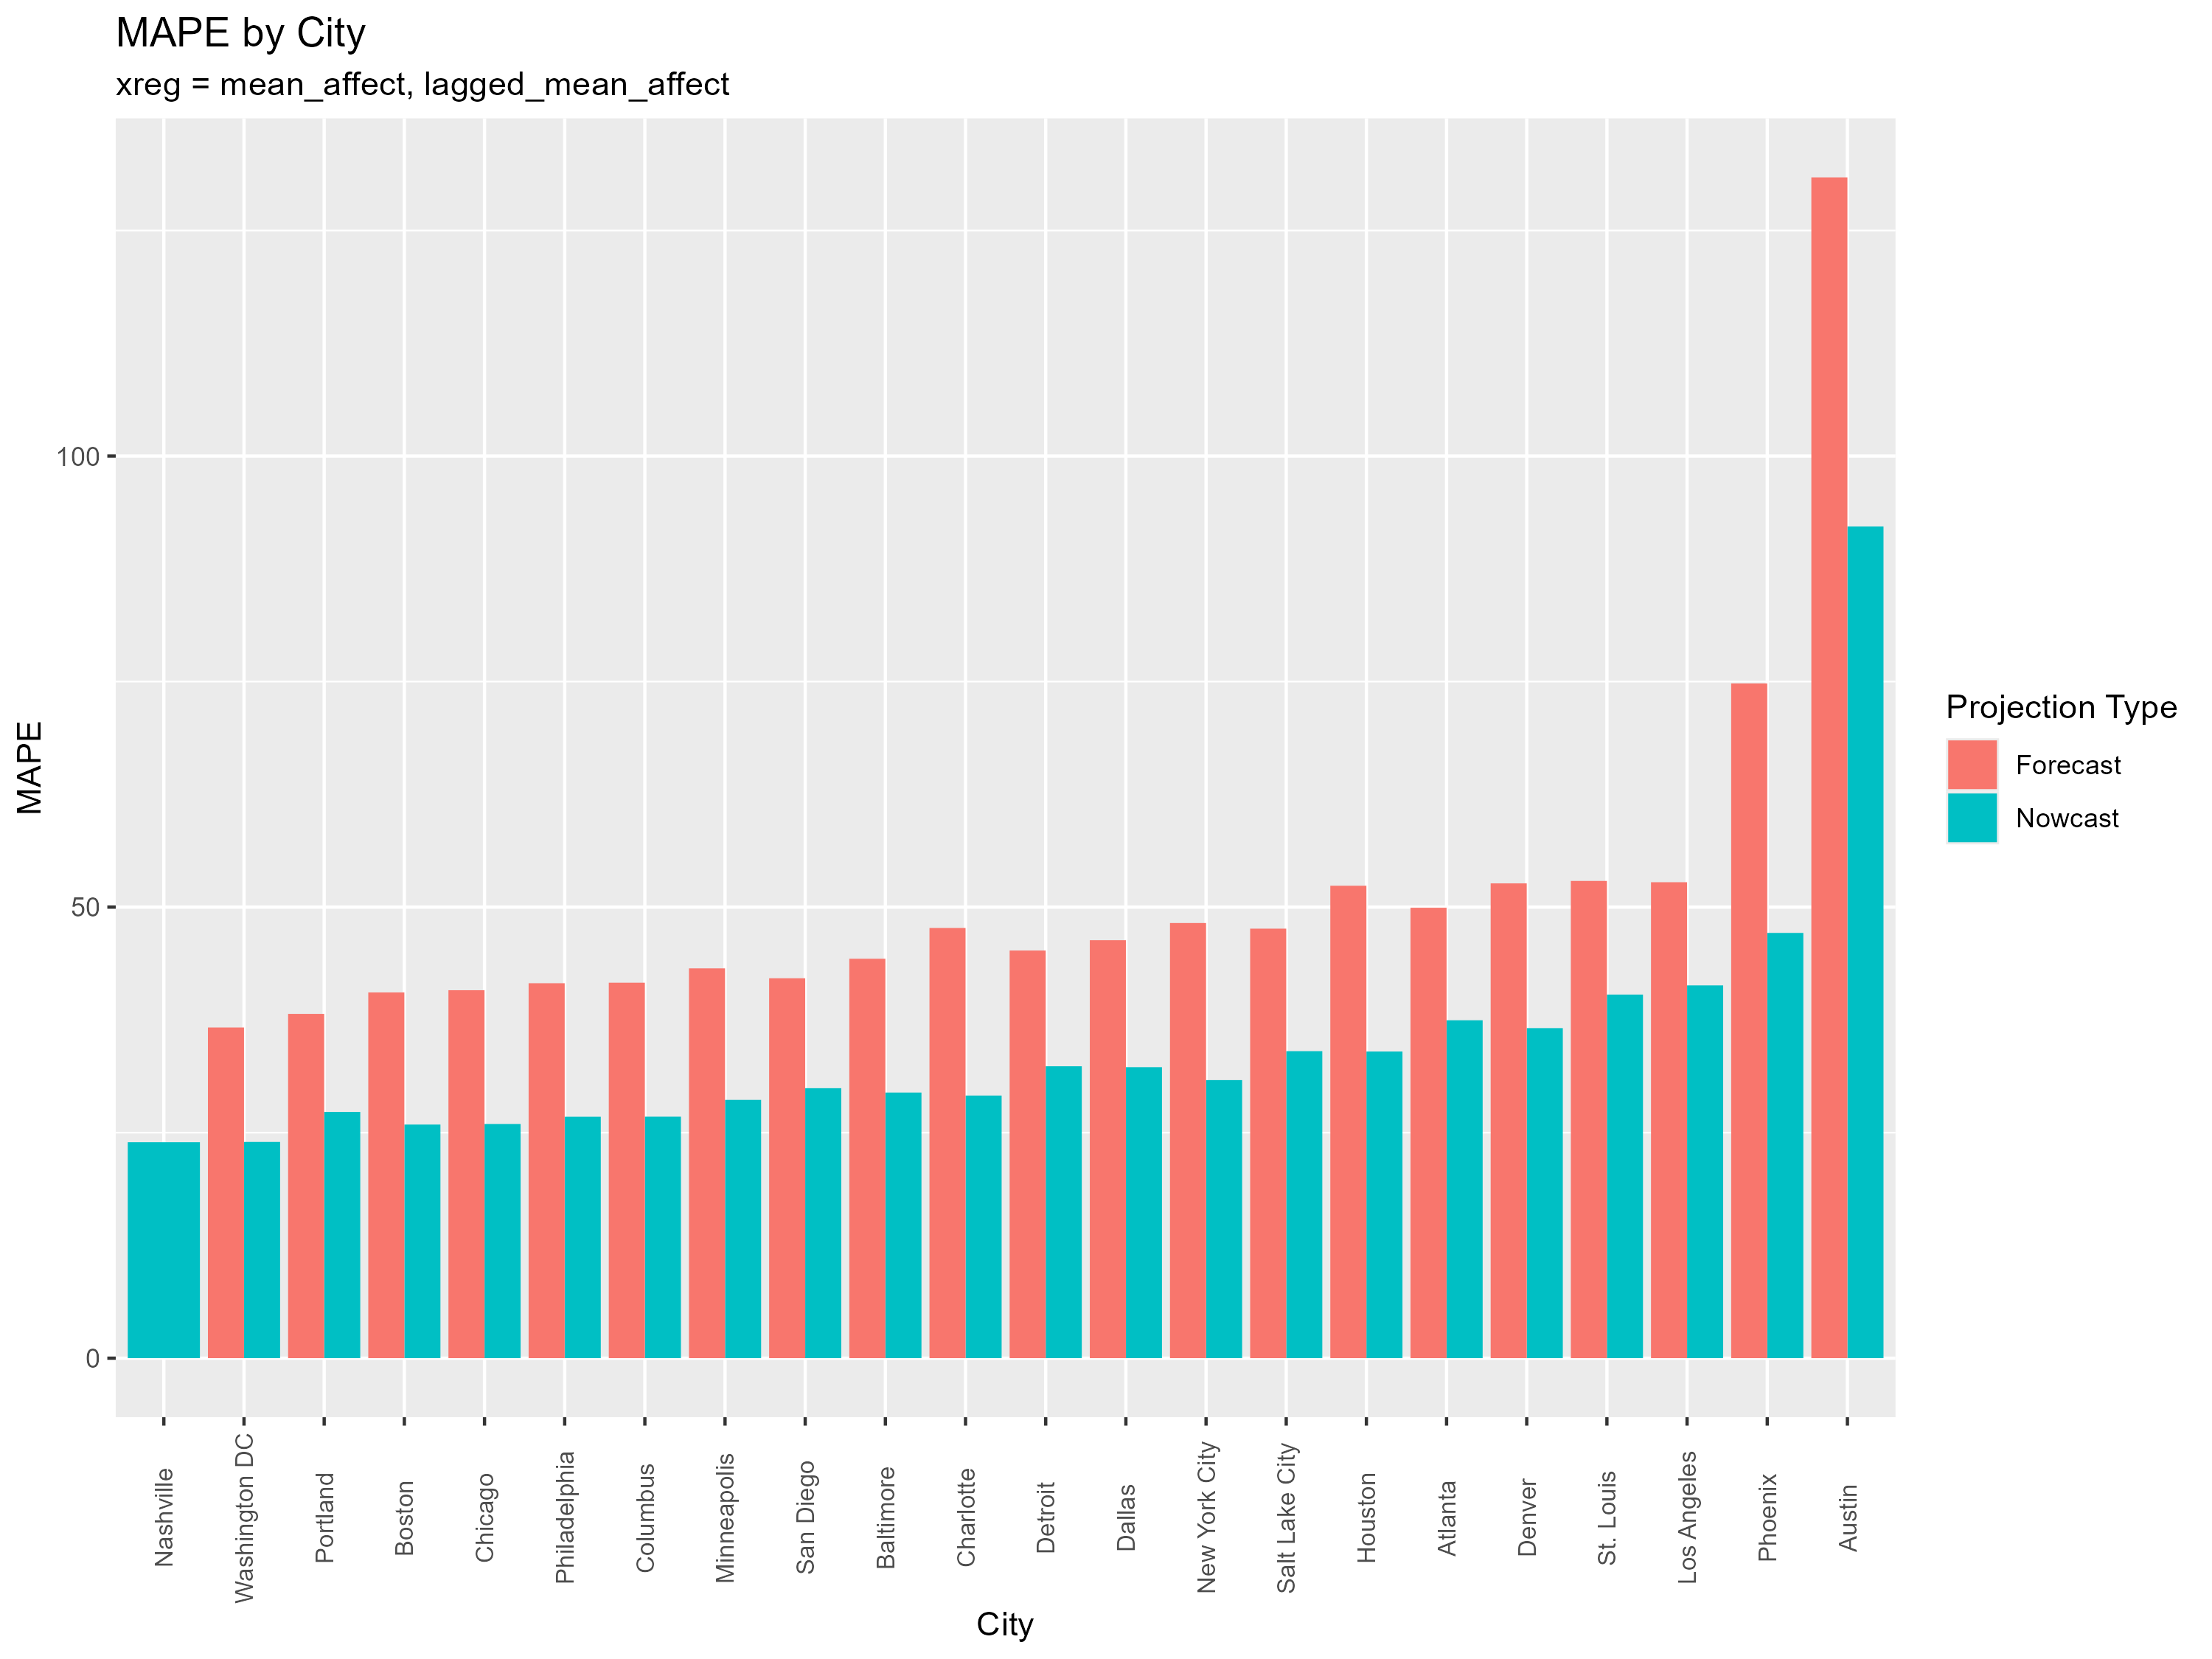 MAPE by City
xreg = mean_affect, lagged_mean_affect
MAPE
100
50
0
Nashville
Washington DC
Portland
Boston
Chicago
Philadelphia
Columbus
Minneapolis
San Diego
Baltimore
Charlotte
Detroit
Dallas
New York City
Salt Lake City
Houston
Atlanta
Denver
St. Louis
Los Angeles
Phoenix
Austin
City
Projection Type
Forecast
Nowcast